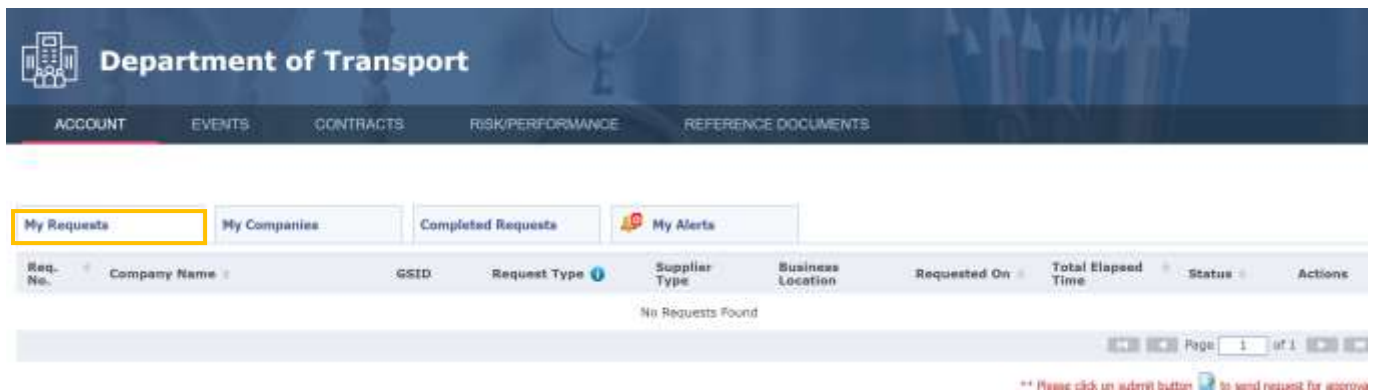 Department of Transport
ACCOUNT EVENTS CONTRACTS RISK/PERFORMANCE REFERENCE DOCUMENTS
My Requests My Companies Completed Requests My Alerts
Req. No. Company Name GSID Request Type Supplier Type Business Location Requested On Total Elapsed Time Status Actions
No Requests Found
Page 1 of 1
** Please click on submit button to send request for approva